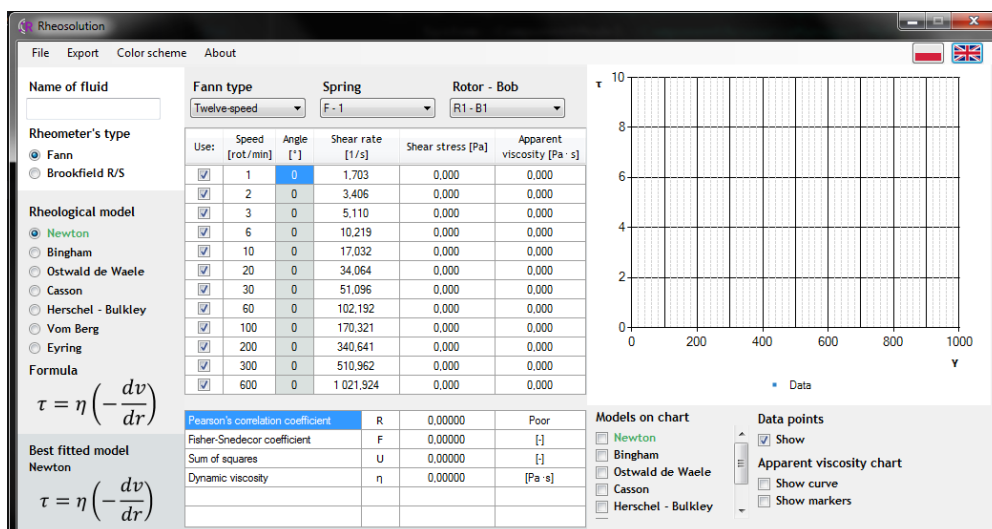 Rheosolution
File Export Color scheme About
Name of fluid
Rheometer's type
Fann
Brookfield R/S
Rheological model
Newton
Bingham
Ostwald de Waele
Casson
Herschel - Bulkley
Vom Berg
Eyring
Formula
τ = η (− dv/dr)
Best fitted model
Newton
τ = η (− dv/dr)
Fann type Spring Rotor - Bob
Twelve-speed F - 1 R1 - B1
Use: Speed [rot/min] Angle [°] Shear rate [1/s] Shear stress [Pa] Apparent viscosity [Pa · s]
1 0 1,703 0,000 0,000
2 0 3,406 0,000 0,000
3 0 5,110 0,000 0,000
6 0 10,219 0,000 0,000
10 0 17,032 0,000 0,000
20 0 34,064 0,000 0,000
30 0 51,096 0,000 0,000
60 0 102,192 0,000 0,000
100 0 170,321 0,000 0,000
200 0 340,641 0,000 0,000
300 0 510,962 0,000 0,000
600 0 1 021,924 0,000 0,000
Pearson's correlation coefficient R 0,00000 Poor
Fisher-Snedecor coefficient F 0,00000 [-]
Sum of squares U 0,00000 [-]
Dynamic viscosity η 0,00000 [Pa ·s]
τ 10
8
6
4
2
0
0 200 400 600 800 1000
γ
Data
Models on chart
Newton
Bingham
Ostwald de Waele
Casson
Herschel - Bulkley
Data points
Show
Apparent viscosity chart
Show curve
Show markers